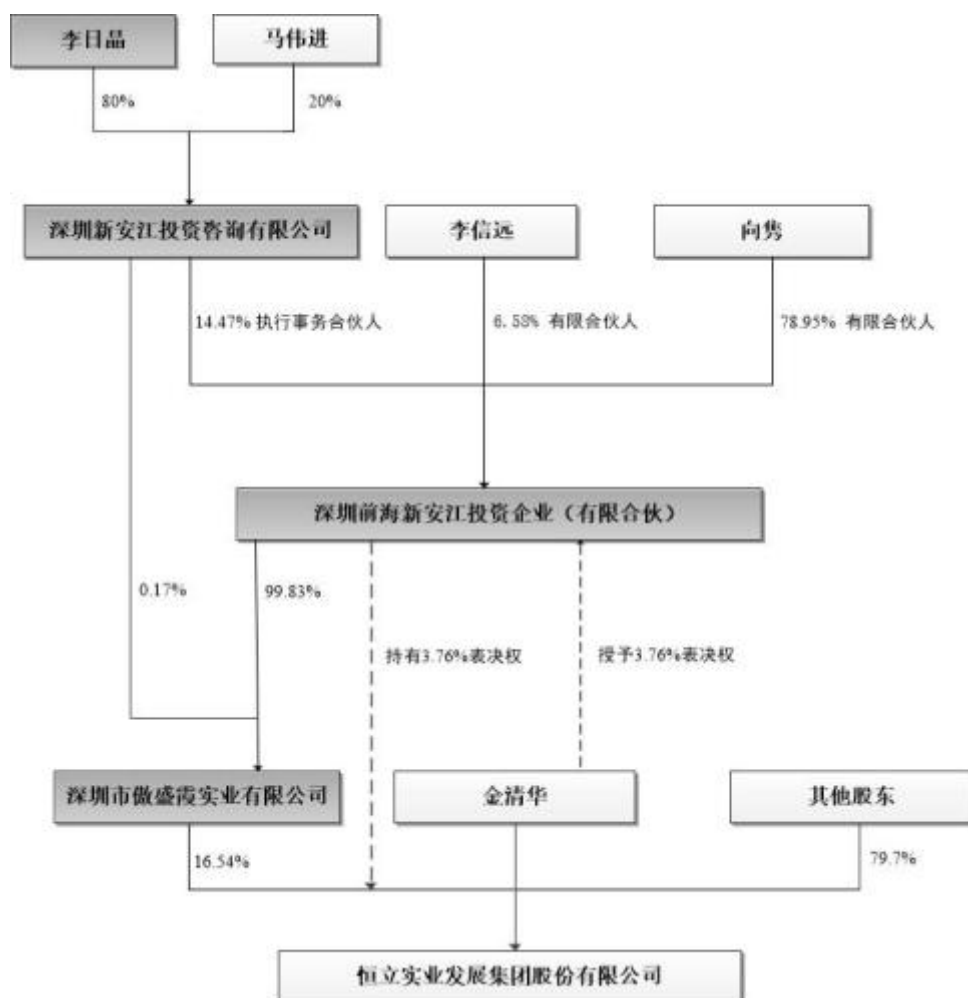 李日晶
马伟进
80%
20%
深圳新安江投资咨询有限公司
李信远
向隽
14.47% 执行事务合伙人
6.58% 有限合伙人
78.95% 有限合伙人
深圳前海新安江投资企业（有限合伙）
0.17%
99.83%
持有3.76%表决权
授予3.76%表决权
深圳市傲盛霞实业有限公司
金清华
其他股东
16.54%
79.7%
恒立实业发展集团股份有限公司